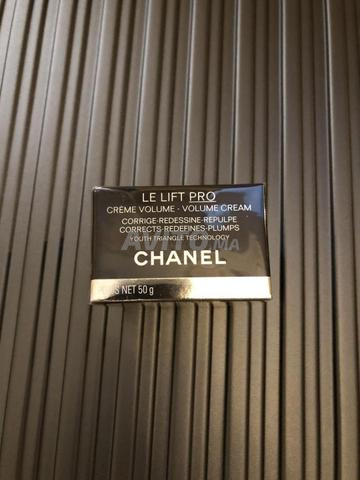 LE LIFT PRO
CRÈME VOLUME - VOLUME CREAM
CORRIGE-REDESSINE-REPULPE
CORRECTS-REDEFINES-PLUMPS
YOUTH TRIANGLE TECHNOLOGY
CHANEL
NET 50 g